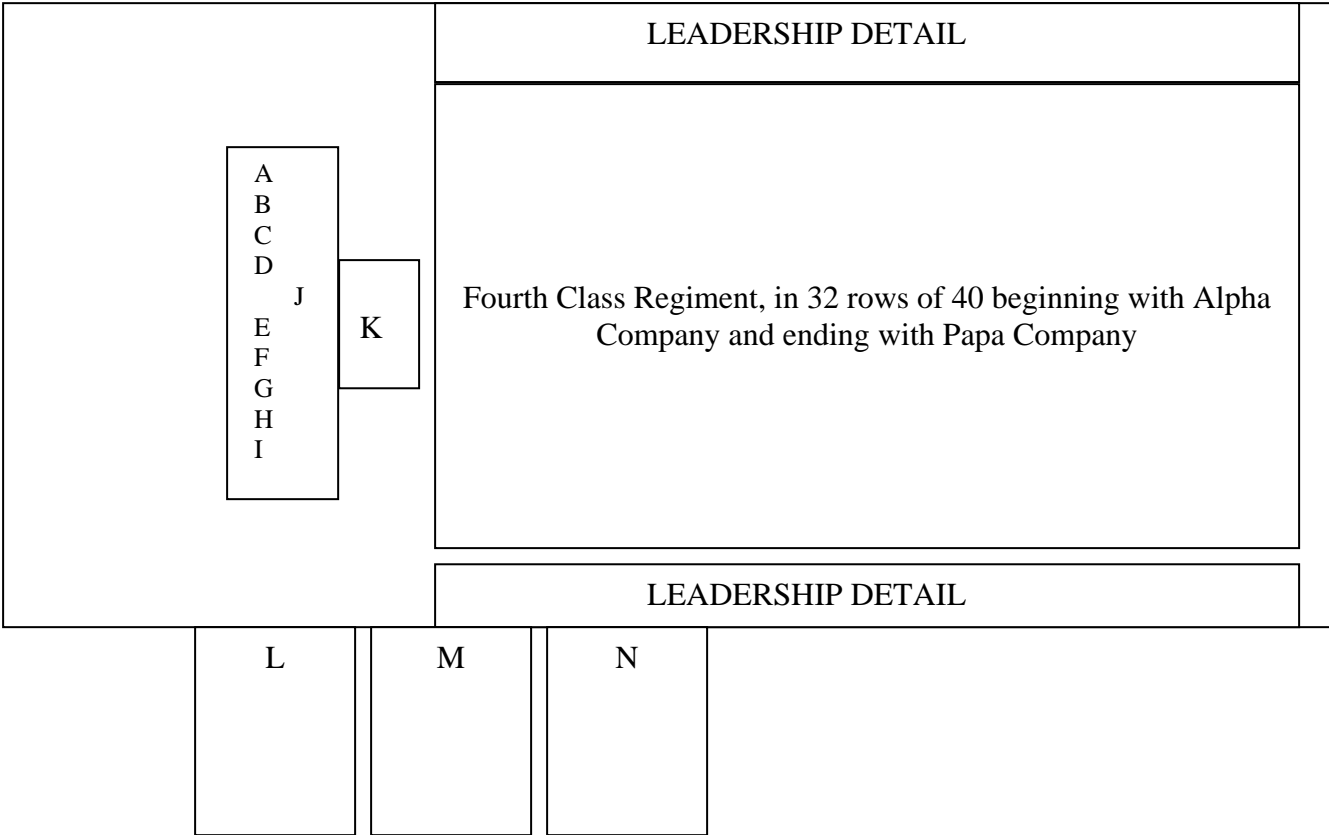 LEADERSHIP DETAIL
A
B
C
D
J
E
F
G
H
I
K
Fourth Class Regiment, in 32 rows of 40 beginning with Alpha
Company and ending with Papa Company
LEADERSHIP DETAIL
L
M
N